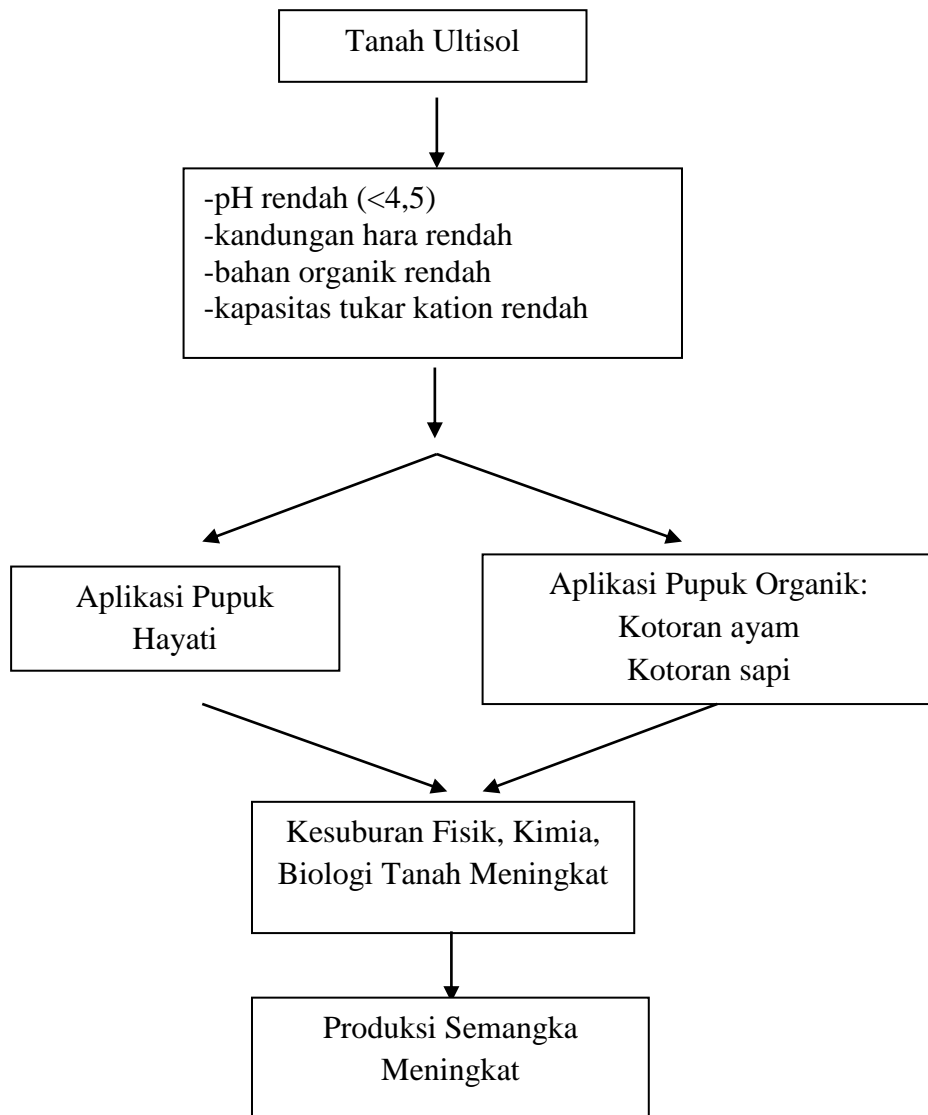 Tanah Ultisol
-pH rendah (<4,5)
-kandungan hara rendah
-bahan organik rendah
-kapasitas tukar kation rendah
Aplikasi Pupuk
Hayati
Aplikasi Pupuk Organik:
Kotoran ayam
Kotoran sapi
Kesuburan Fisik, Kimia,
Biologi Tanah Meningkat
Produksi Semangka
Meningkat